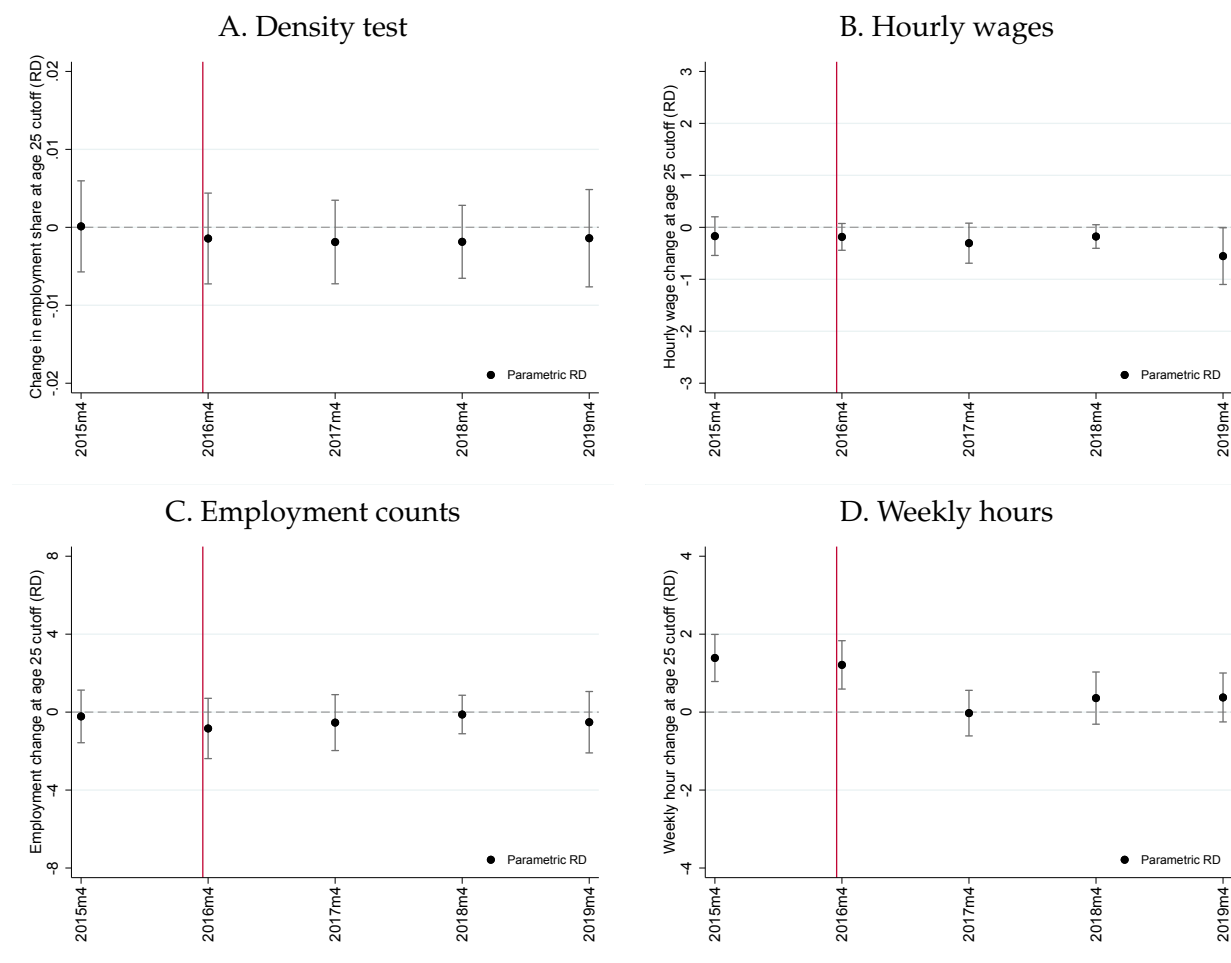 A. Density test
Change in employment share at age 25 cutoff (RD)
.02
.01
0
-.01
-.02
Parametric RD
2015m4
2016m4
2017m4
2018m4
2019m4
B. Hourly wages
Hourly wage change at age 25 cutoff (RD)
3
2
1
0
-1
-2
-3
Parametric RD
2015m4
2016m4
2017m4
2018m4
2019m4
C. Employment counts
Employment change at age 25 cutoff (RD)
8
4
0
-4
-8
Parametric RD
2015m4
2016m4
2017m4
2018m4
2019m4
D. Weekly hours
Weekly hour change at age 25 cutoff (RD)
4
2
0
-2
-4
Parametric RD
2015m4
2016m4
2017m4
2018m4
2019m4